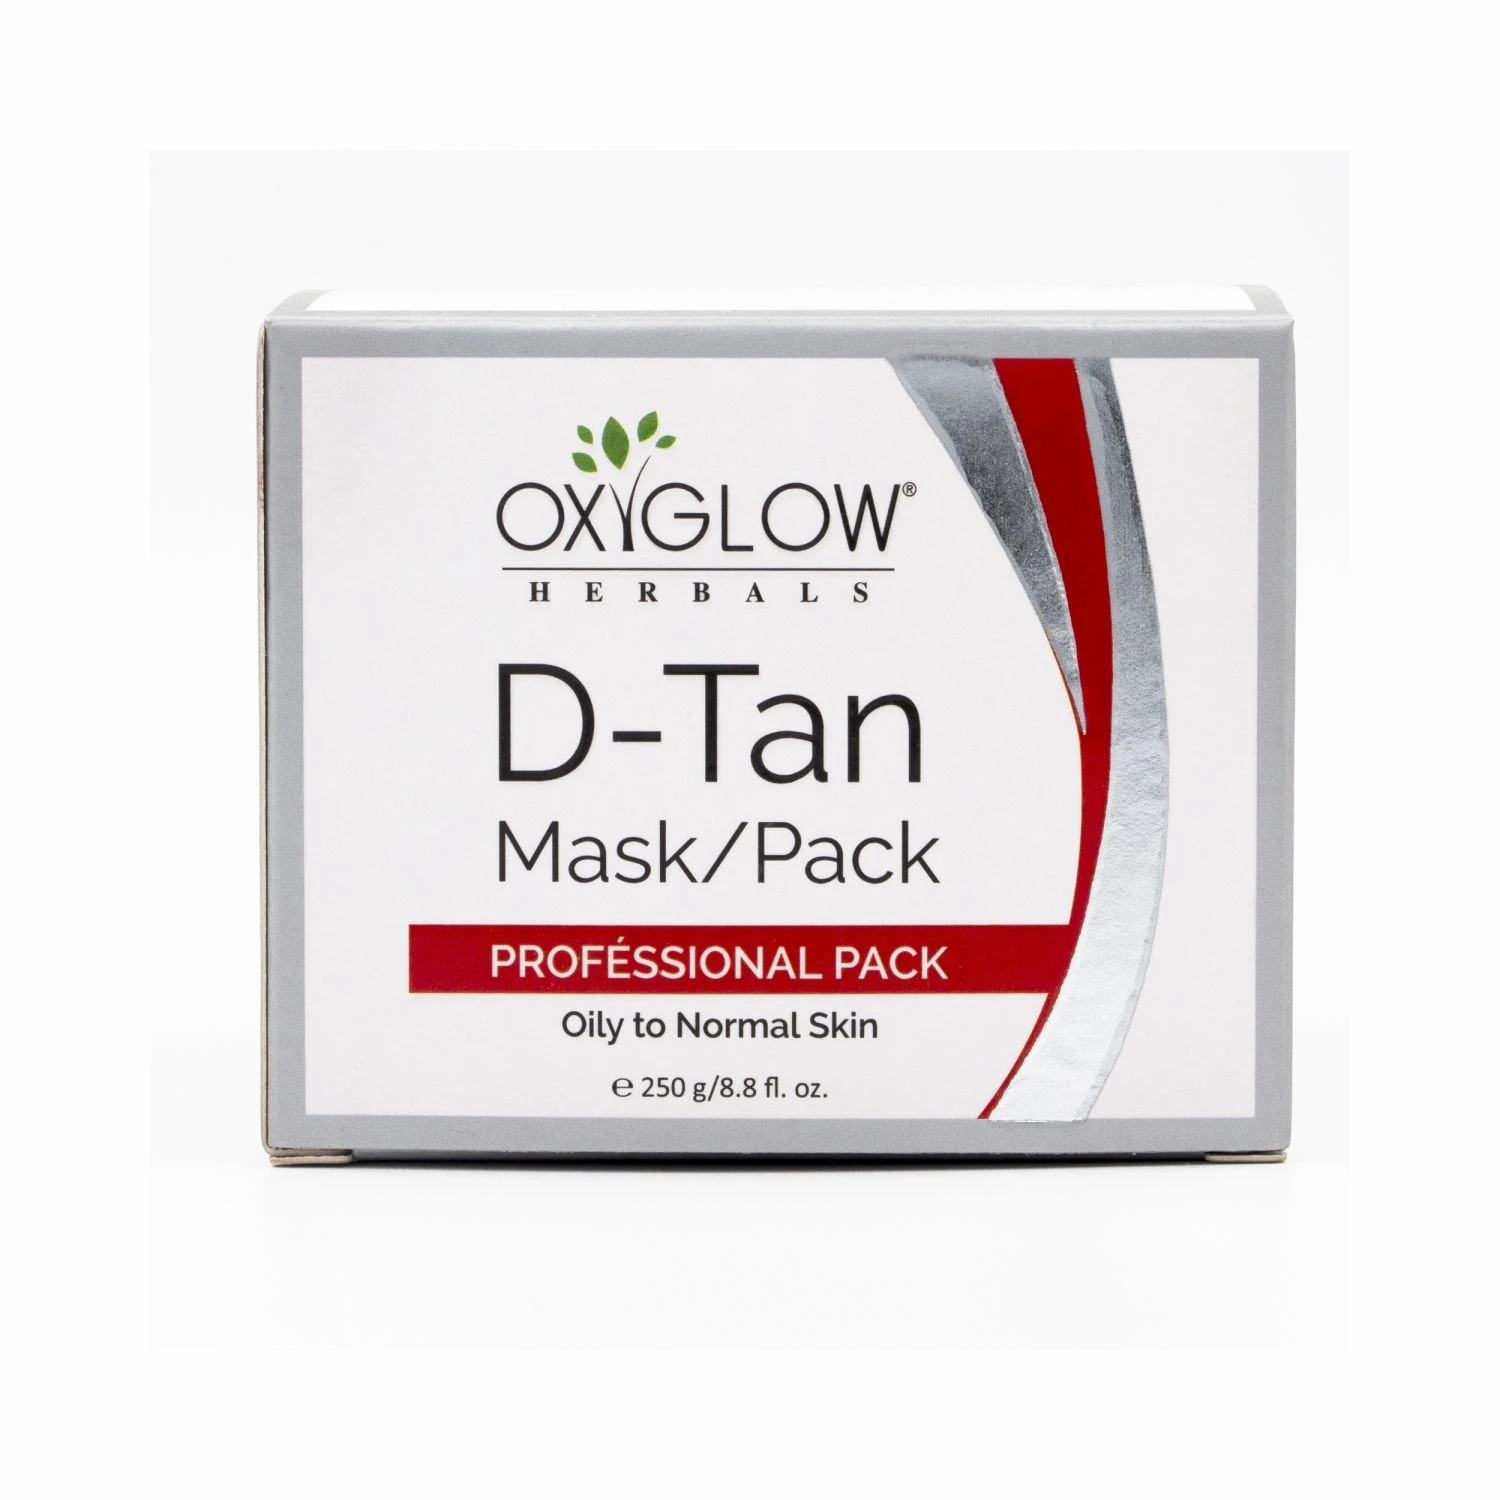 OXYGLOW®
HERBALS
D-Tan
Mask/Pack
PROFÉSSIONAL PACK
Oily to Normal Skin
℮ 250 g/8.8 fl. oz.